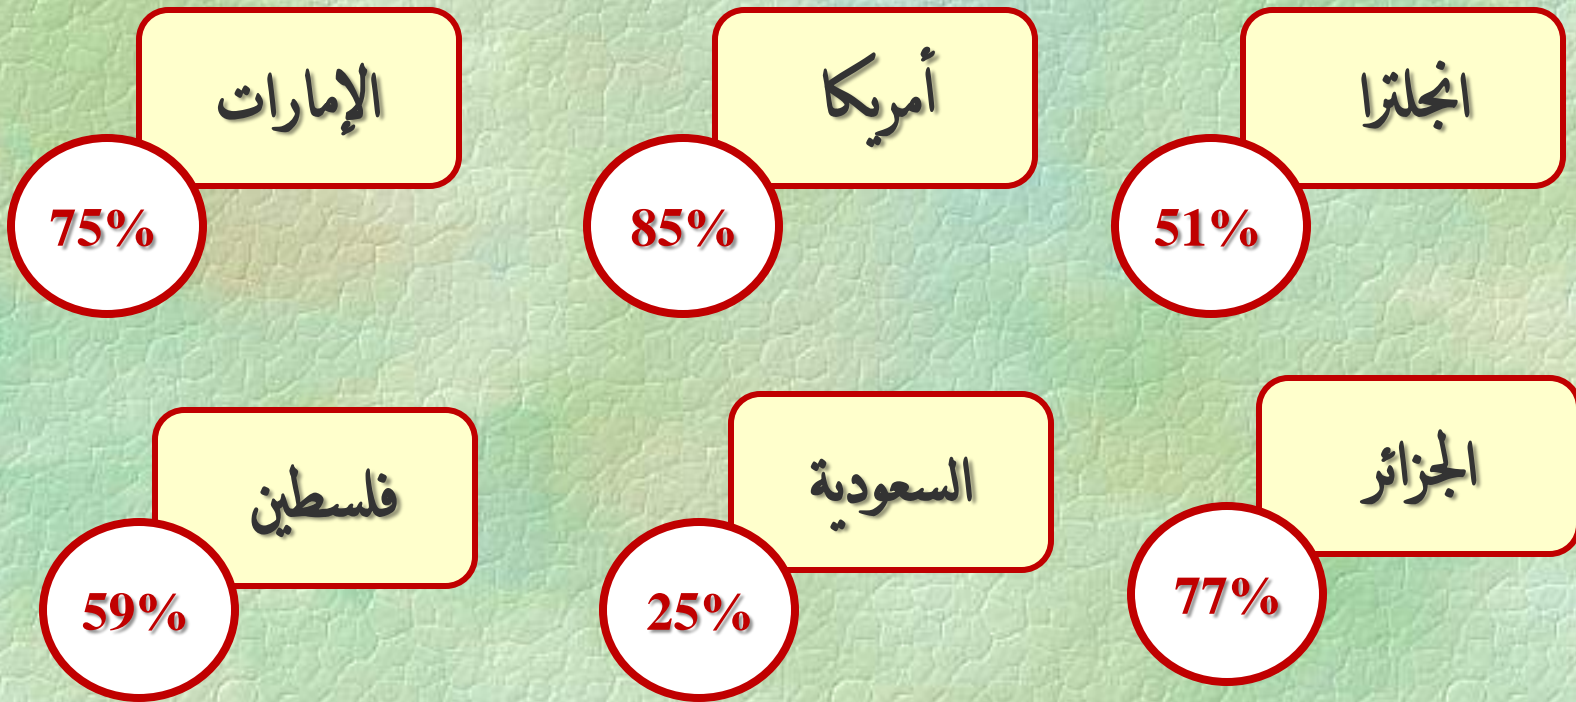 انجلترا
51%
أمريكا
85%
الإمارات
75%
الجزائر
77%
السعودية
25%
فلسطين
59%